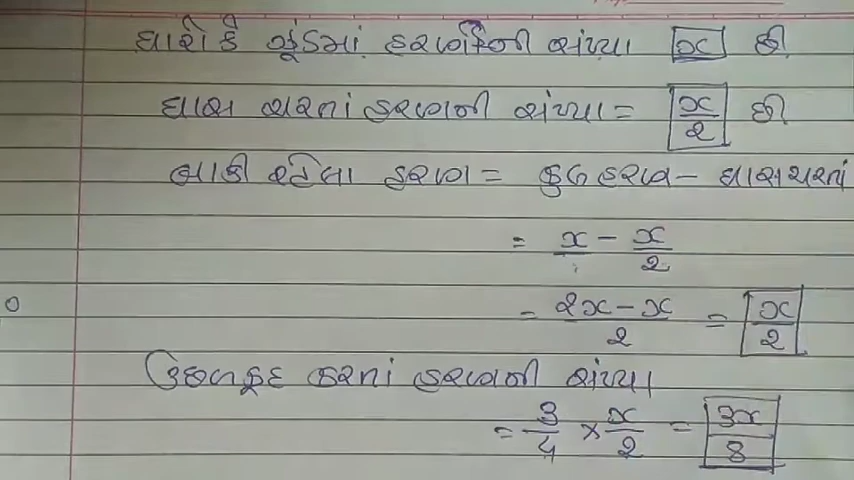 ધારો કે ઝૂંડમાં હરણોની સંખ્યા x છે
ઘાસ ચરતાં હરણની સંખ્યા = x/2 છે
બાકી રહેલા હરણ = કુલ હરણ - ઘાસ ચરતાં
= x - x/2
= 2x - x / 2 = x/2
ઉછળકૂદ કરતાં હરણની સંખ્યા
= 3/4 × x/2 = 3x/8